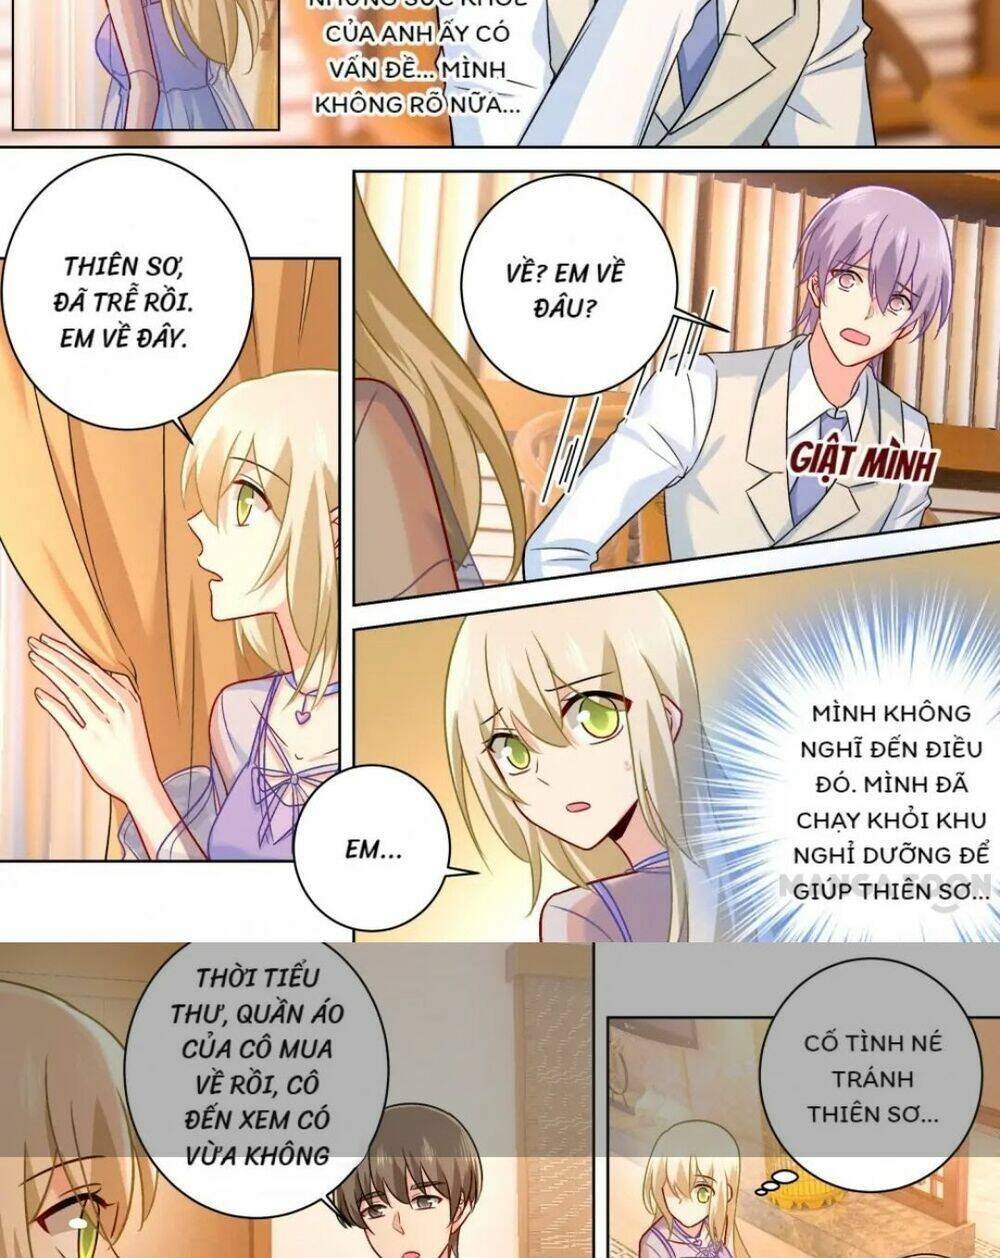 CỦA ANH ẤY CÓ
VẤN ĐỀ... MÌNH
KHÔNG RÕ NỮA...
THIÊN SƠ,
ĐÃ TRỄ RỒI.
EM VỀ ĐÂY.
VỀ? EM VỀ
ĐÂU?
GIẬT MÌNH
MÌNH KHÔNG
NGHĨ ĐẾN ĐIỀU
ĐÓ. MÌNH ĐÃ
CHẠY KHỎI KHU
NGHỈ DƯỠNG ĐỂ
GIÚP THIÊN SƠ...
EM...
MANGATOON
THỜI TIỂU
THƯ, QUẦN ÁO
CỦA CÔ MUA
VỀ RỒI, CÔ
ĐẾN XEM CÓ
VỪA KHÔNG
CỐ TÌNH NÉ
TRÁNH
THIÊN SƠ...